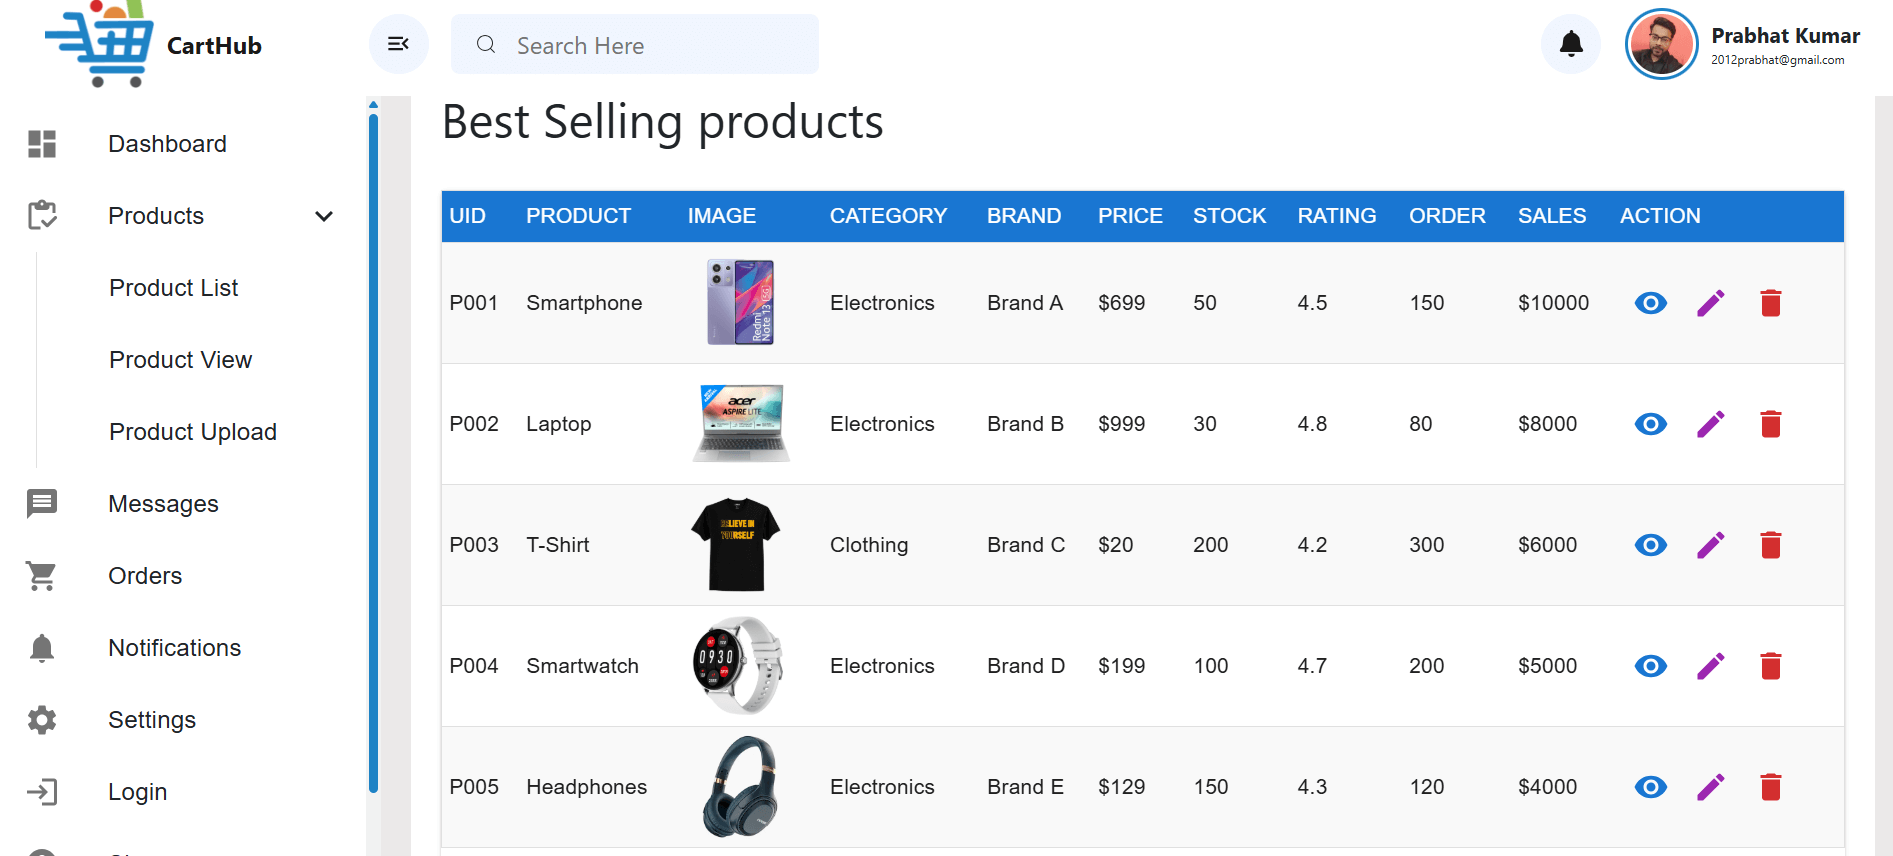 CartHub
Search Here
Prabhat Kumar
2012prabhat@gmail.com
Dashboard
Products
Product List
Product View
Product Upload
Messages
Orders
Notifications
Settings
Login
Best Selling products
UID PRODUCT IMAGE CATEGORY BRAND PRICE STOCK RATING ORDER SALES ACTION
P001 Smartphone Electronics Brand A $699 50 4.5 150 $10000
Redmi
Note 13 5G
P002 Laptop Electronics Brand B $999 30 4.8 80 $8000
acer
ASPIRE LITE
P003 T-Shirt Clothing Brand C $20 200 4.2 300 $6000
BELIEVE IN
YOURSELF
P004 Smartwatch Electronics Brand D $199 100 4.7 200 $5000
0930
P005 Headphones Electronics Brand E $129 150 4.3 120 $4000